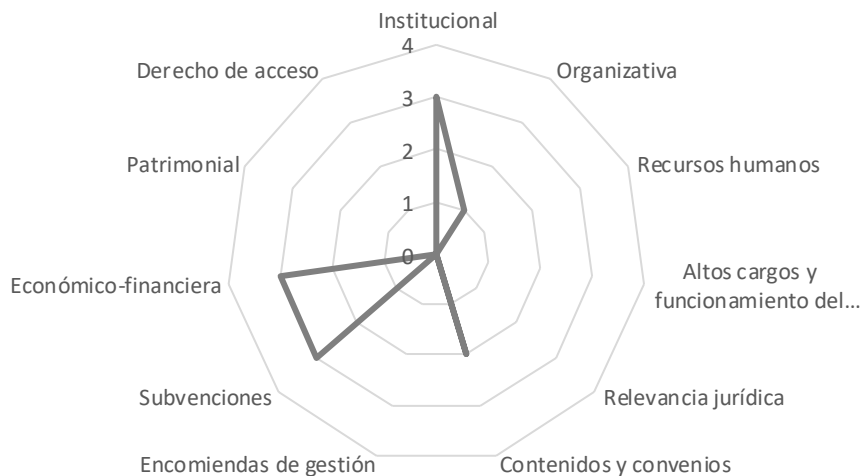 Institucional
4
Derecho de acceso
Organizativa
3
Patrimonial
2
Recursos humanos
1
0
Económico-financiera
Altos cargos y
funcionamiento del...
Subvenciones
Relevancia jurídica
Encomiendas de gestión
Contenidos y convenios